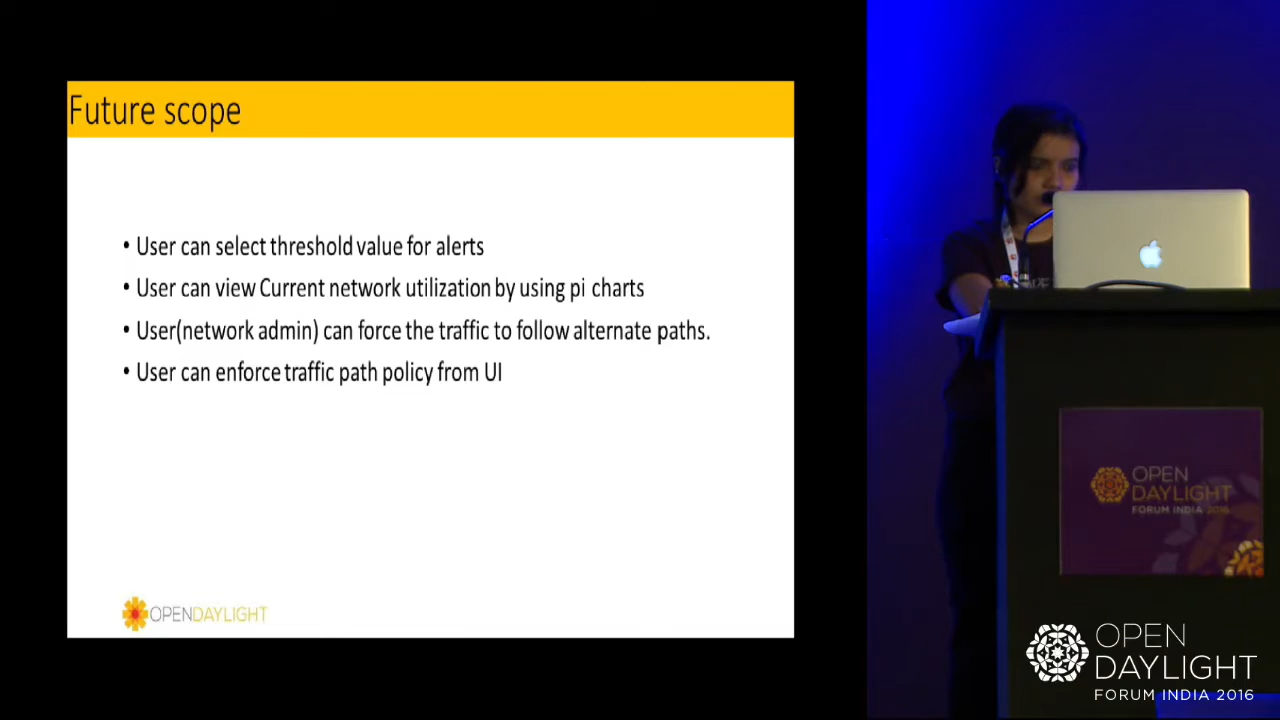 Future scope
• User can select threshold value for alerts
• User can view Current network utilization by using pi charts
• User(network admin) can force the traffic to follow alternate paths.
• User can enforce traffic path policy from UI
OPENDAYLIGHT
OPEN
DAYLIGHT
FORUM INDIA 2016
OPEN
DAYLIGHT
FORUM INDIA 2016